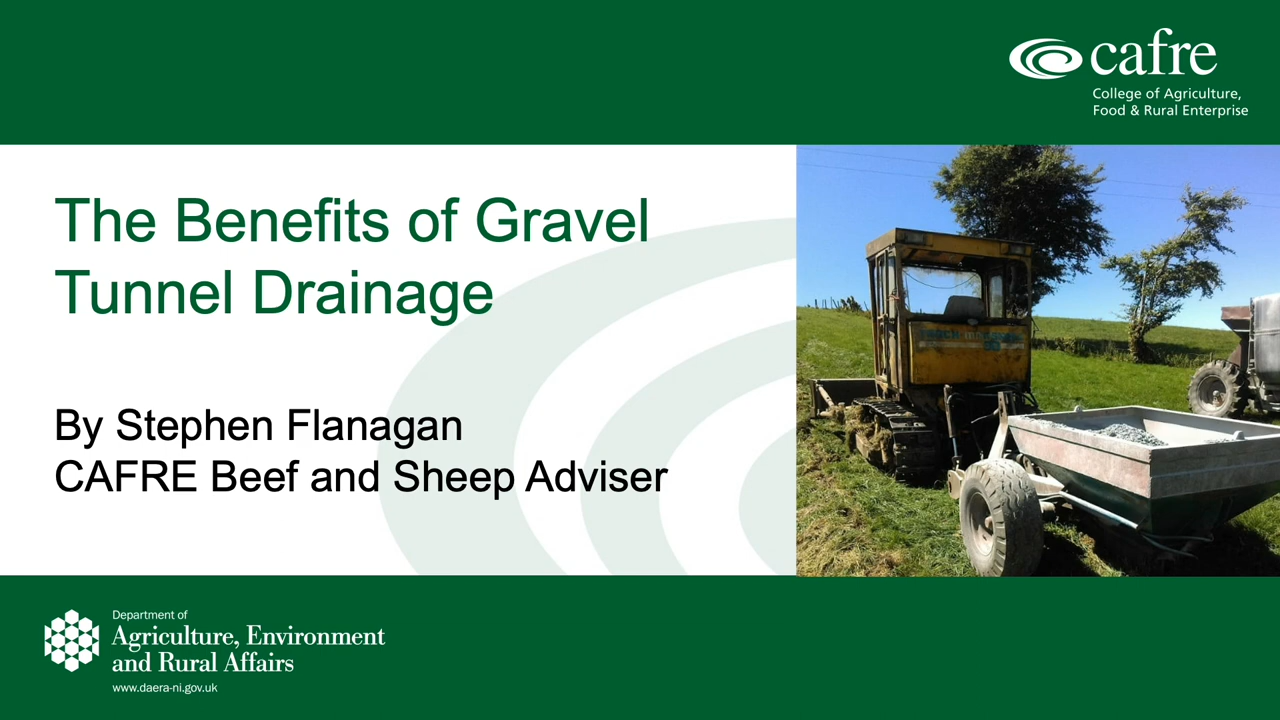 cafre
College of Agriculture,
Food & Rural Enterprise
The Benefits of Gravel
Tunnel Drainage
By Stephen Flanagan
CAFRE Beef and Sheep Adviser
Department of
Agriculture, Environment
and Rural Affairs
www.daera-ni.gov.uk